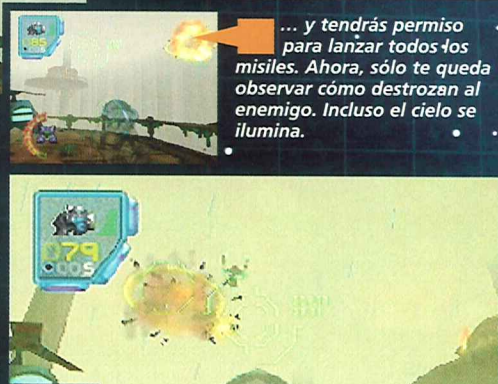 ... y tendrás permiso
para lanzar todos los
misiles. Ahora, sólo te queda
observar cómo destrozan al
enemigo. Incluso el cielo se
ilumina.
079